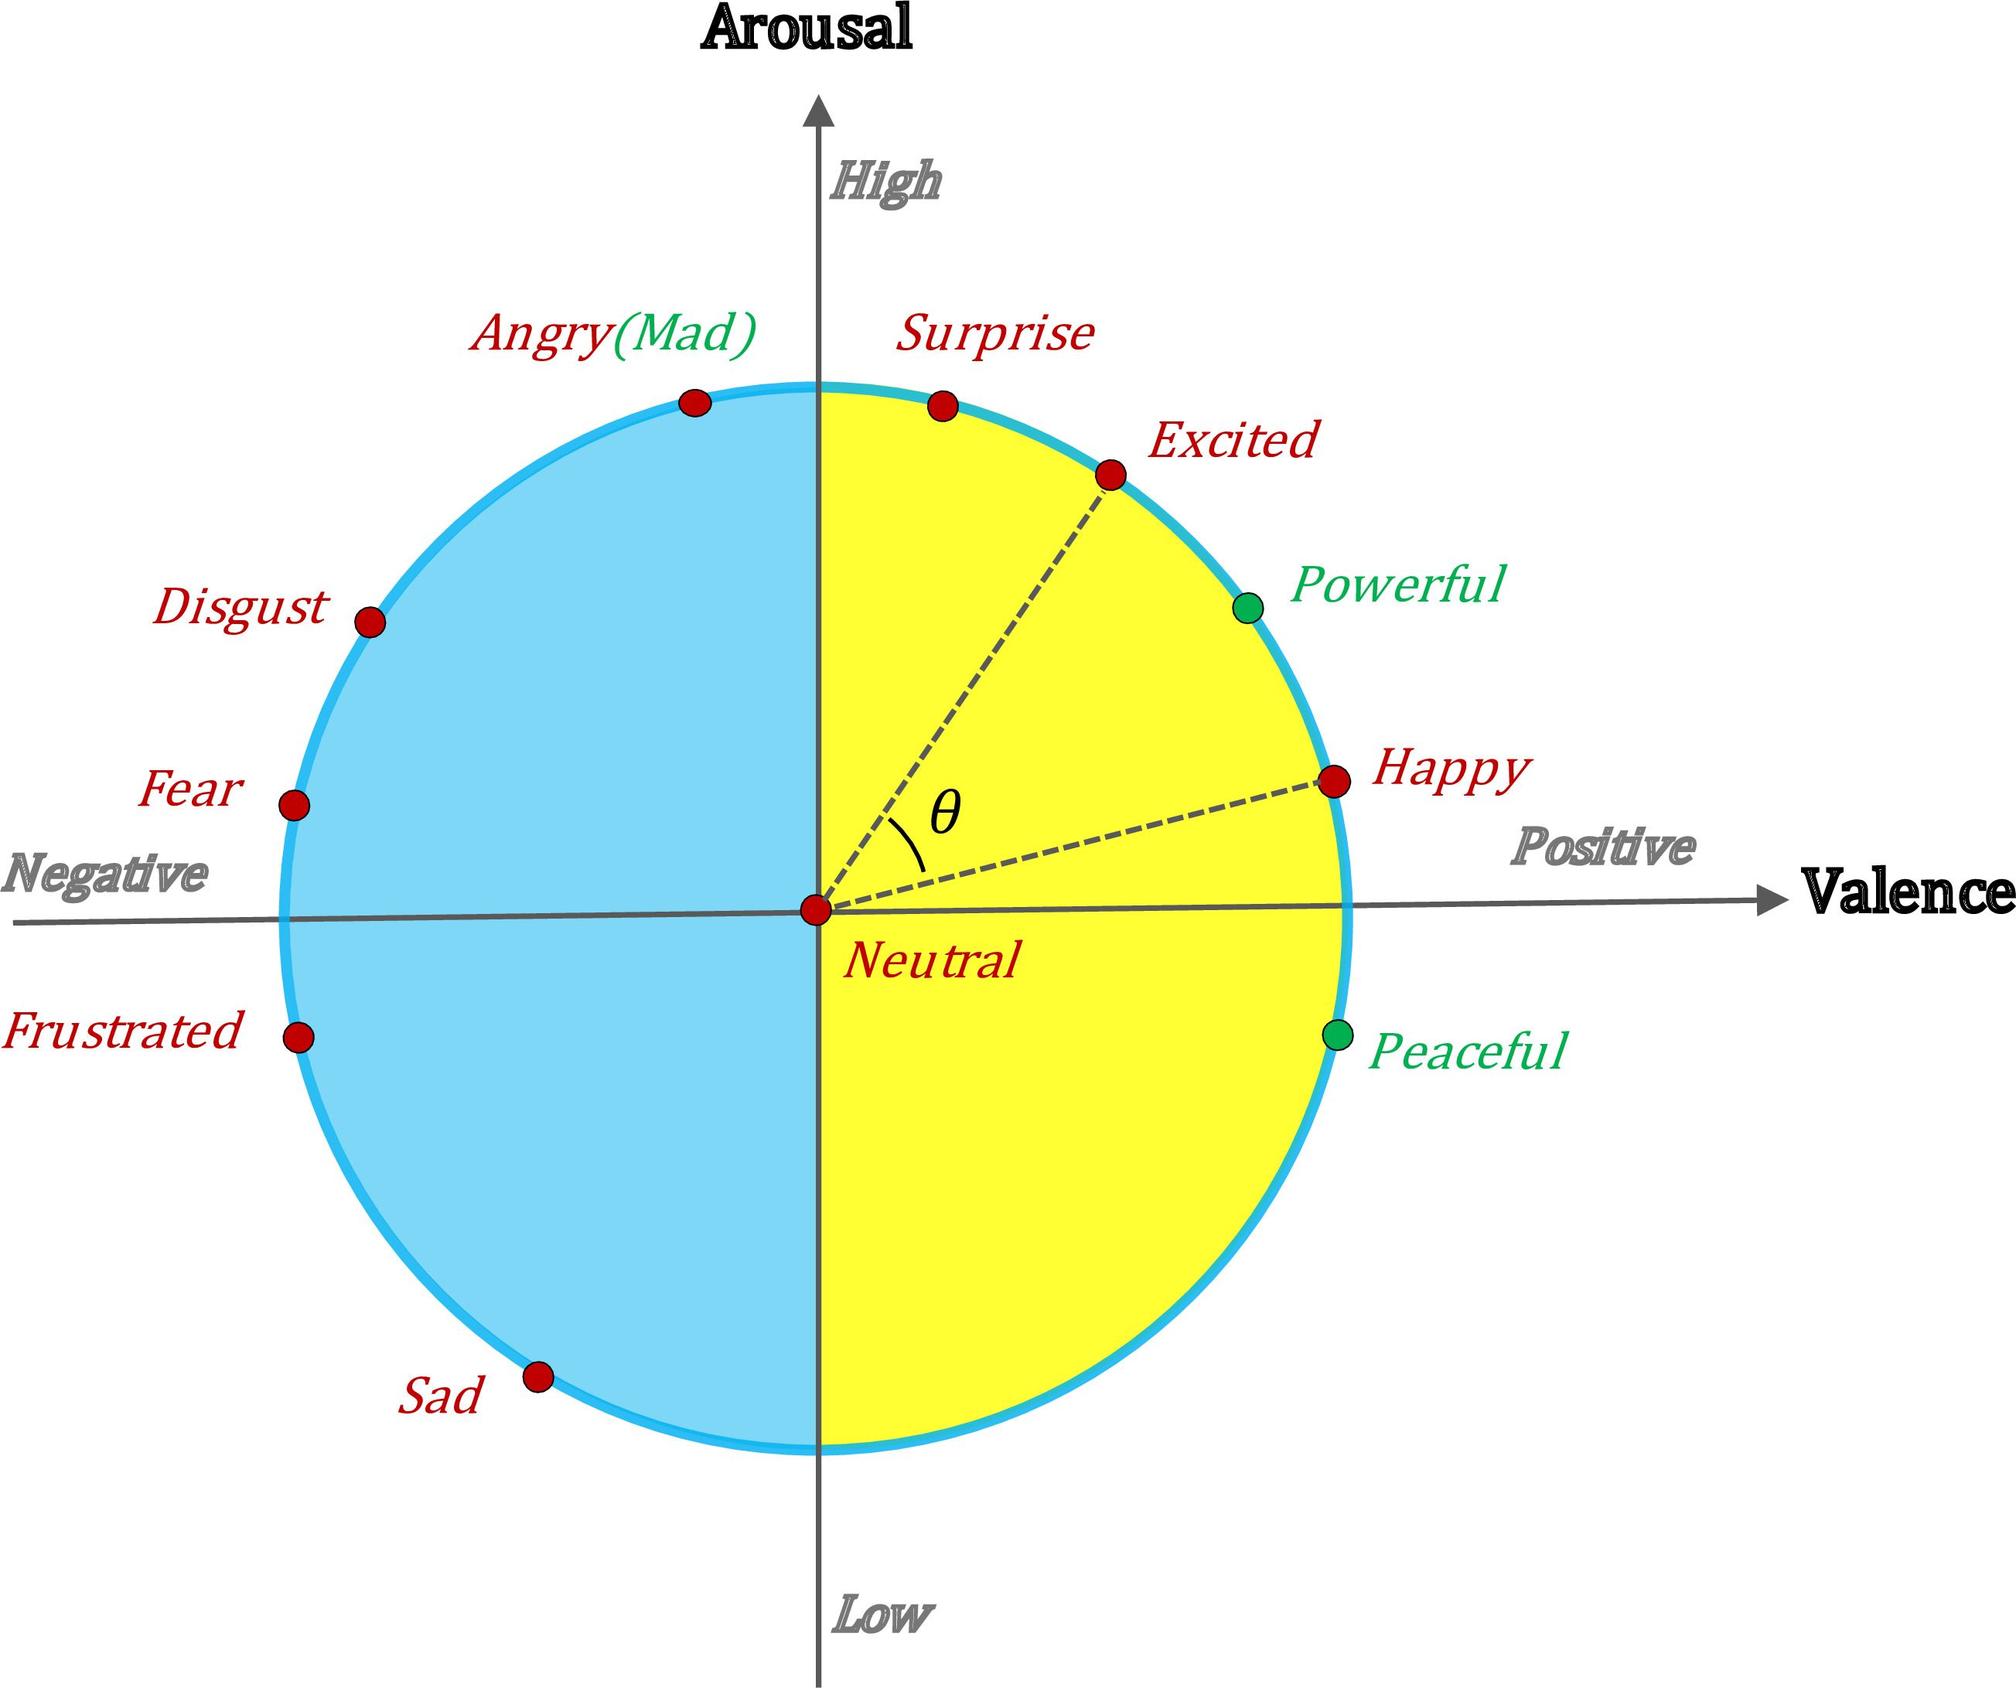 Arousal
High
Angry(Mad)
Surprise
Excited
Powerful
Disgust
Happy
Fear
θ
Positive
Negative
Valence
Neutral
Frustrated
Peaceful
Sad
Low